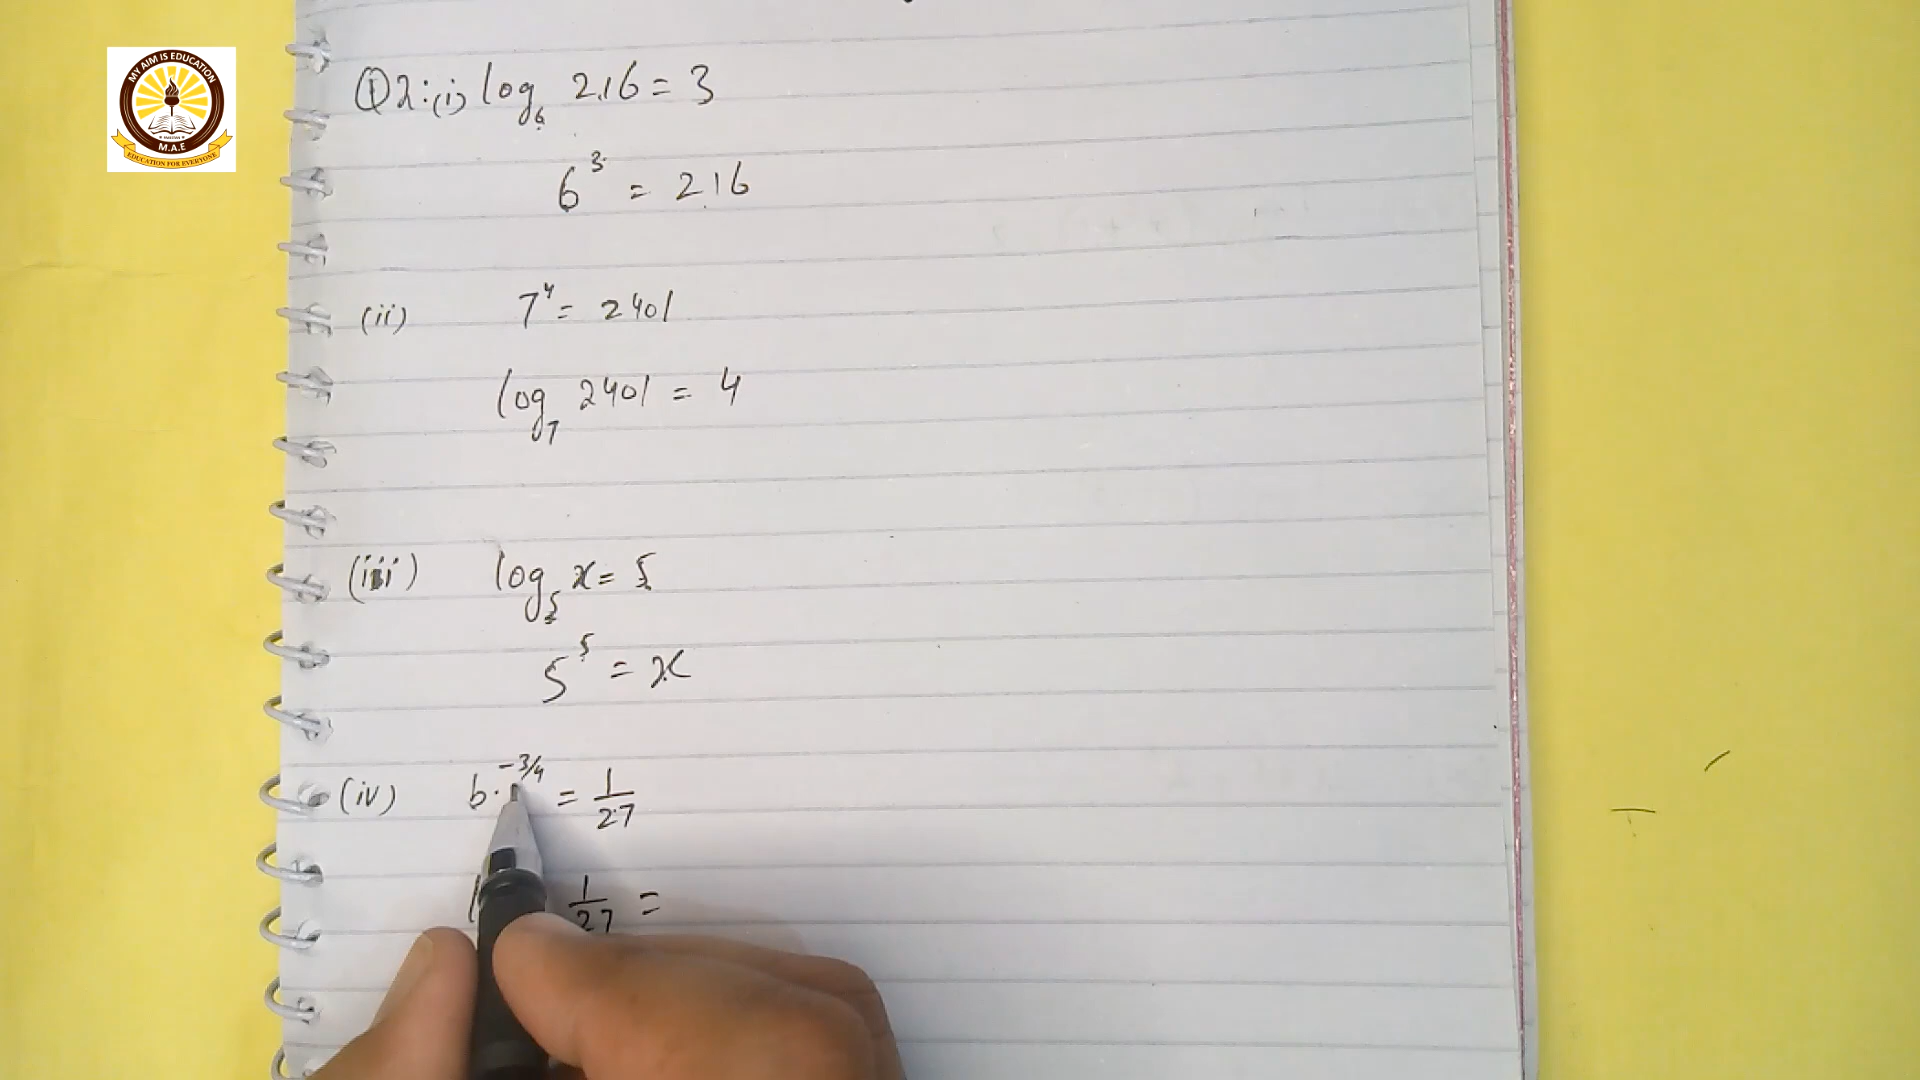 MY AIM IS EDUCATION
M.A.E
EDUCATION FOR EVERYONE
Q2:(i) log₆ 216 = 3
6³ = 216
(ii) 7⁴ = 2401
log₇ 2401 = 4
(iii) log₅ x = 5
5⁵ = x
(iv) b^-3/4 = 1/27
1/27 =